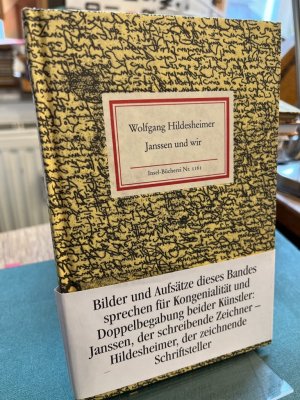 Wolfgang Hildesheimer
Janssen und wir
Insel-Bücherei Nr. 1161
Bilder und Aufsätze dieses Bandes
sprechen für Kongenialität und
Doppelbegabung beider Künstler:
Janssen, der schreibende Zeichner –
Hildesheimer, der zeichnende
Schriftsteller